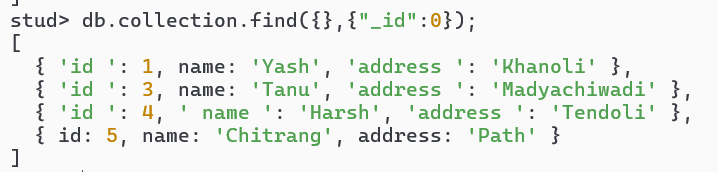 stud> db.collection.find({},{"_id":0});
[
  { 'id ': 1, name: 'Yash', 'address ': 'Khanoli' },
  { 'id ': 3, name: 'Tanu', 'address ': 'Madyachiwadi' },
  { 'id ': 4, ' name ': 'Harsh', 'address ': 'Tendoli' },
  { id: 5, name: 'Chitrang', address: 'Path' }
]